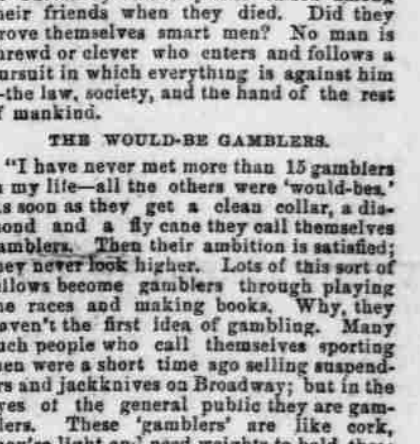 heir friends when they died. Did they
rove themselves smart men? No man is
hrewd or clever who enters and follows a
ursuit in which everything is against him
—the law, society, and the hand of the rest
f mankind.
THE WOULD-BE GAMBLERS.
"I have never met more than 15 gamblers
my life—all the others were 'would-bes.'
s soon as they get a clean collar, a dia-
ond and a fly cane they call themselves
amblers. Then their ambition is satisfied;
hey never look higher. Lots of this sort of
ellows become gamblers through playing
he races and making books. Why, they
aven't the first idea of gambling. Many
uch people who call themselves sporting
en were a short time ago selling suspend-
rs and jackknives on Broadway; but in the
yes of the general public they are gam-
lers. These 'gamblers' are like cork,